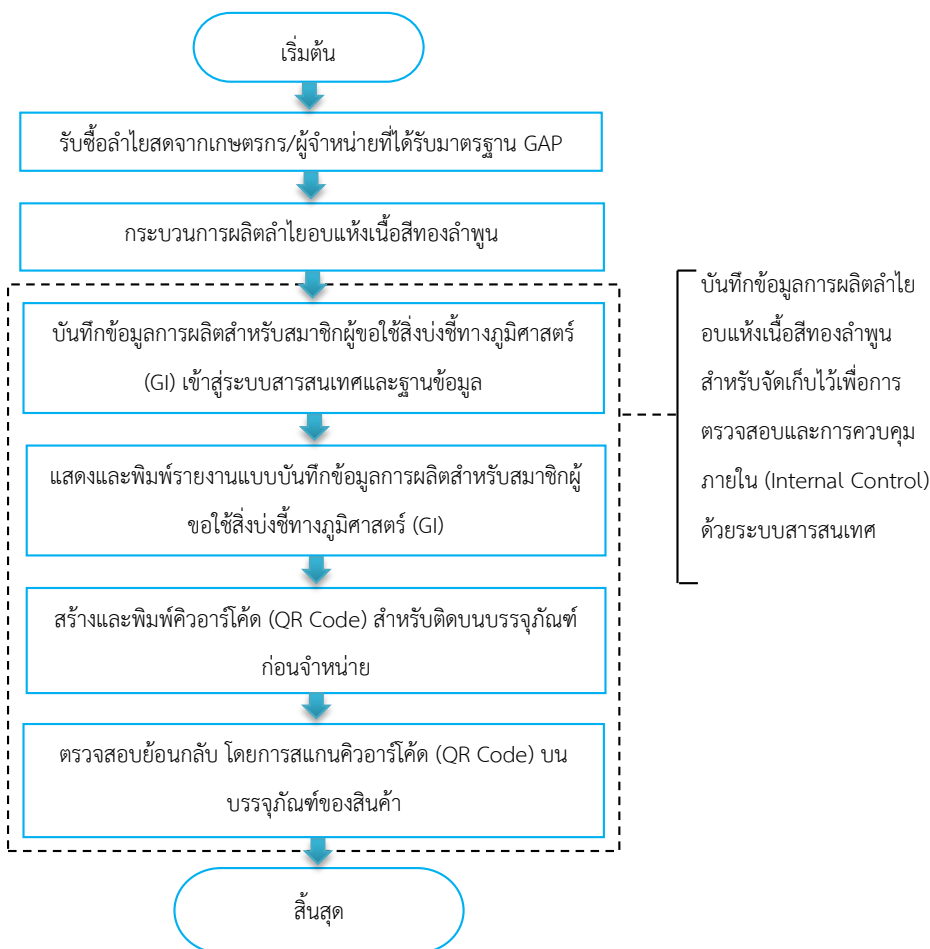 เริ่มต้น
รับซื้อลำไยสดจากเกษตรกร/ผู้จำหน่ายที่ได้รับมาตรฐาน GAP
กระบวนการผลิตลำไยอบแห้งเนื้อสีทองลำพูน
บันทึกข้อมูลการผลิตสำหรับสมาชิกผู้ขอใช้สิ่งบ่งชี้ทางภูมิศาสตร์
(GI) เข้าสู่ระบบสารสนเทศและฐานข้อมูล
แสดงและพิมพ์รายงานแบบบันทึกข้อมูลการผลิตสำหรับสมาชิกผู้
ขอใช้สิ่งบ่งชี้ทางภูมิศาสตร์ (GI)
สร้างและพิมพ์คิวอาร์โค้ด (QR Code) สำหรับติดบนบรรจุภัณฑ์
ก่อนจำหน่าย
ตรวจสอบย้อนกลับ โดยการสแกนคิวอาร์โค้ด (QR Code) บน
บรรจุภัณฑ์ของสินค้า
สิ้นสุด
บันทึกข้อมูลการผลิตลำไย
อบแห้งเนื้อสีทองลำพูน
สำหรับจัดเก็บไว้เพื่อการ
ตรวจสอบและการควบคุม
ภายใน (Internal Control)
ด้วยระบบสารสนเทศ